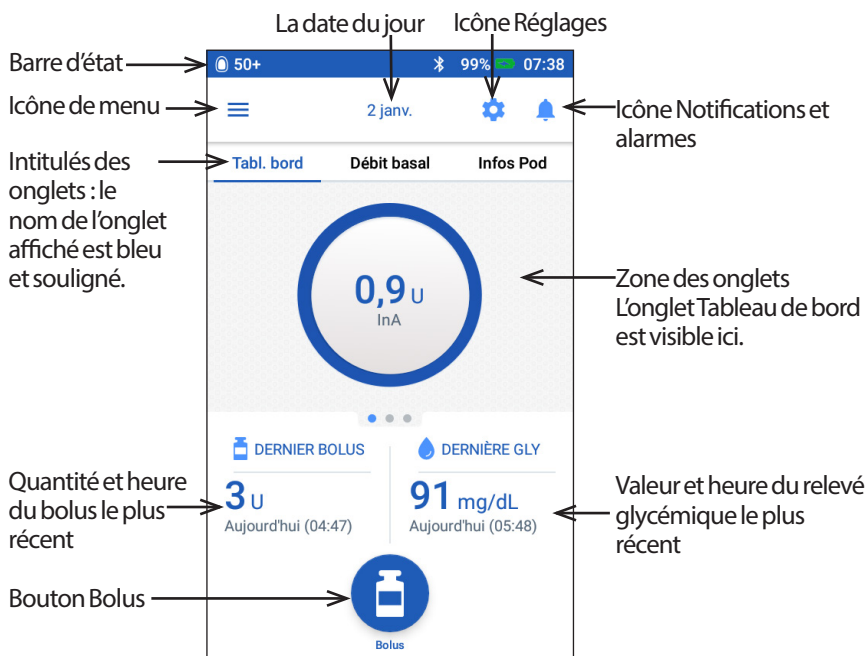 La date du jour
Icône Réglages
Barre d'état
50+
99%
07:38
Icône de menu
2 janv.
Icône Notifications et
alarmes
Intitulés des
onglets : le
nom de l'onglet
affiché est bleu
et souligné.
Tabl. bord
Débit basal
Infos Pod
0,9 U
InA
Zone des onglets
L'onglet Tableau de bord
est visible ici.
DERNIER BOLUS
DERNIÈRE GLY
Quantité et heure
du bolus le plus
récent
3 U
Aujourd'hui (04:47)
91 mg/dL
Aujourd'hui (05:48)
Valeur et heure du relevé
glycémique le plus
récent
Bouton Bolus
Bolus